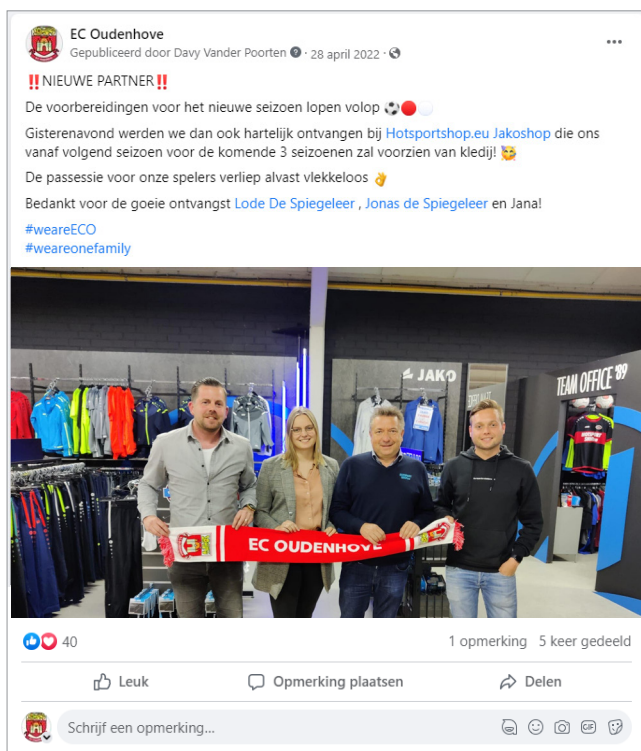 EC Oudenhove
Gepubliceerd door Davy Vander Poorten · 28 april 2022 ·
‼️NIEUWE PARTNER‼️
De voorbereidingen voor het nieuwe seizoen lopen volop ⚽🔴⚪
Gisterenavond werden we dan ook hartelijk ontvangen bij Hotsportshop.eu Jakoshop die ons
vanaf volgend seizoen voor de komende 3 seizoenen zal voorzien van kledij! 🥰
De passessie voor onze spelers verliep alvast vlekkeloos 👌
Bedankt voor de goeie ontvangst Lode De Spiegeleer , Jonas de Spiegeleer en Jana!
#weareECO
#weareonefamily
JAKO
TEAM OFFICE '89
EC OUDENHOVE
40
1 opmerking 5 keer gedeeld
Leuk
Opmerking plaatsen
Delen
Schrijf een opmerking...
GIF